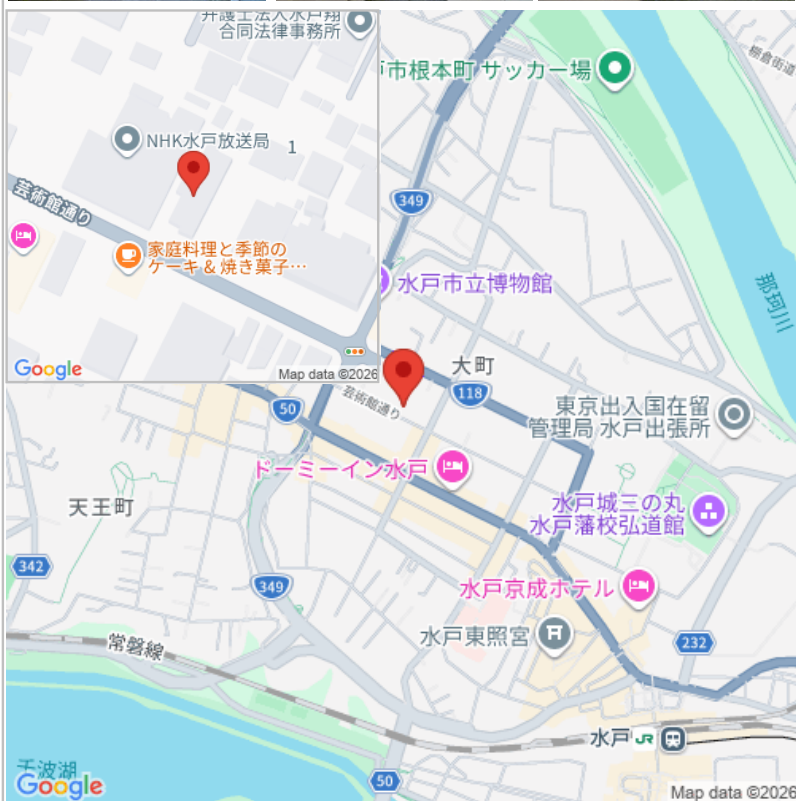 弁護士法人水戸翔
合同法律事務所
NHK水戸放送局
1
芸術館通り
家庭料理と季節の
ケーキ & 焼き菓子…
Google
Map data ©2026
戸市根本町 サッカー場
棚倉街道
349
水戸市立博物館
那珂川
大町
118
芸術館通り
50
東京出入国在留
管理局 水戸出張所
ドーミーイン水戸
天王町
水戸城三の丸
水戸藩校弘道館
342
349
水戸京成ホテル
水戸東照宮
232
常磐線
水戸 JR
千波湖
50
Google
Map data ©2026